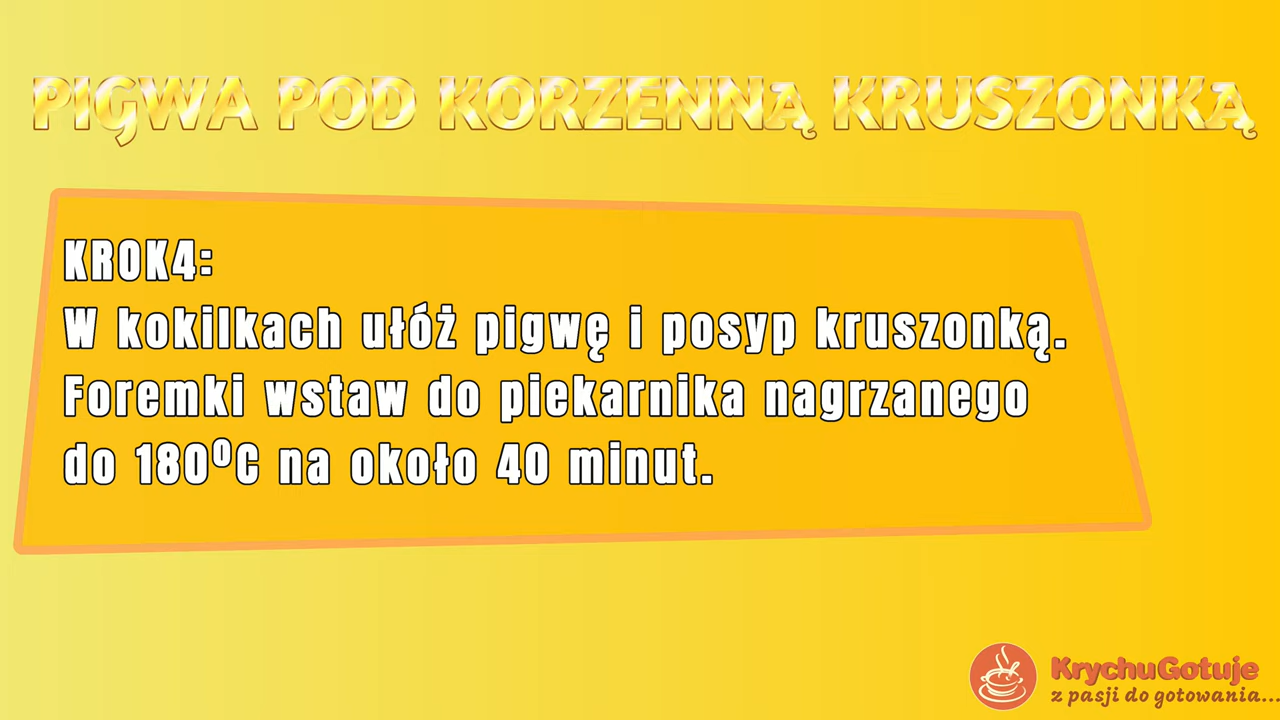 PIGWA POD KORZENNĄ KRUSZONKĄ
KROK4:
W kokilkach ułóż pigwę i posyp kruszonką.
Foremki wstaw do piekarnika nagrzanego
do 180ºC na około 40 minut.
KrychuGotuje
z pasji do gotowania...